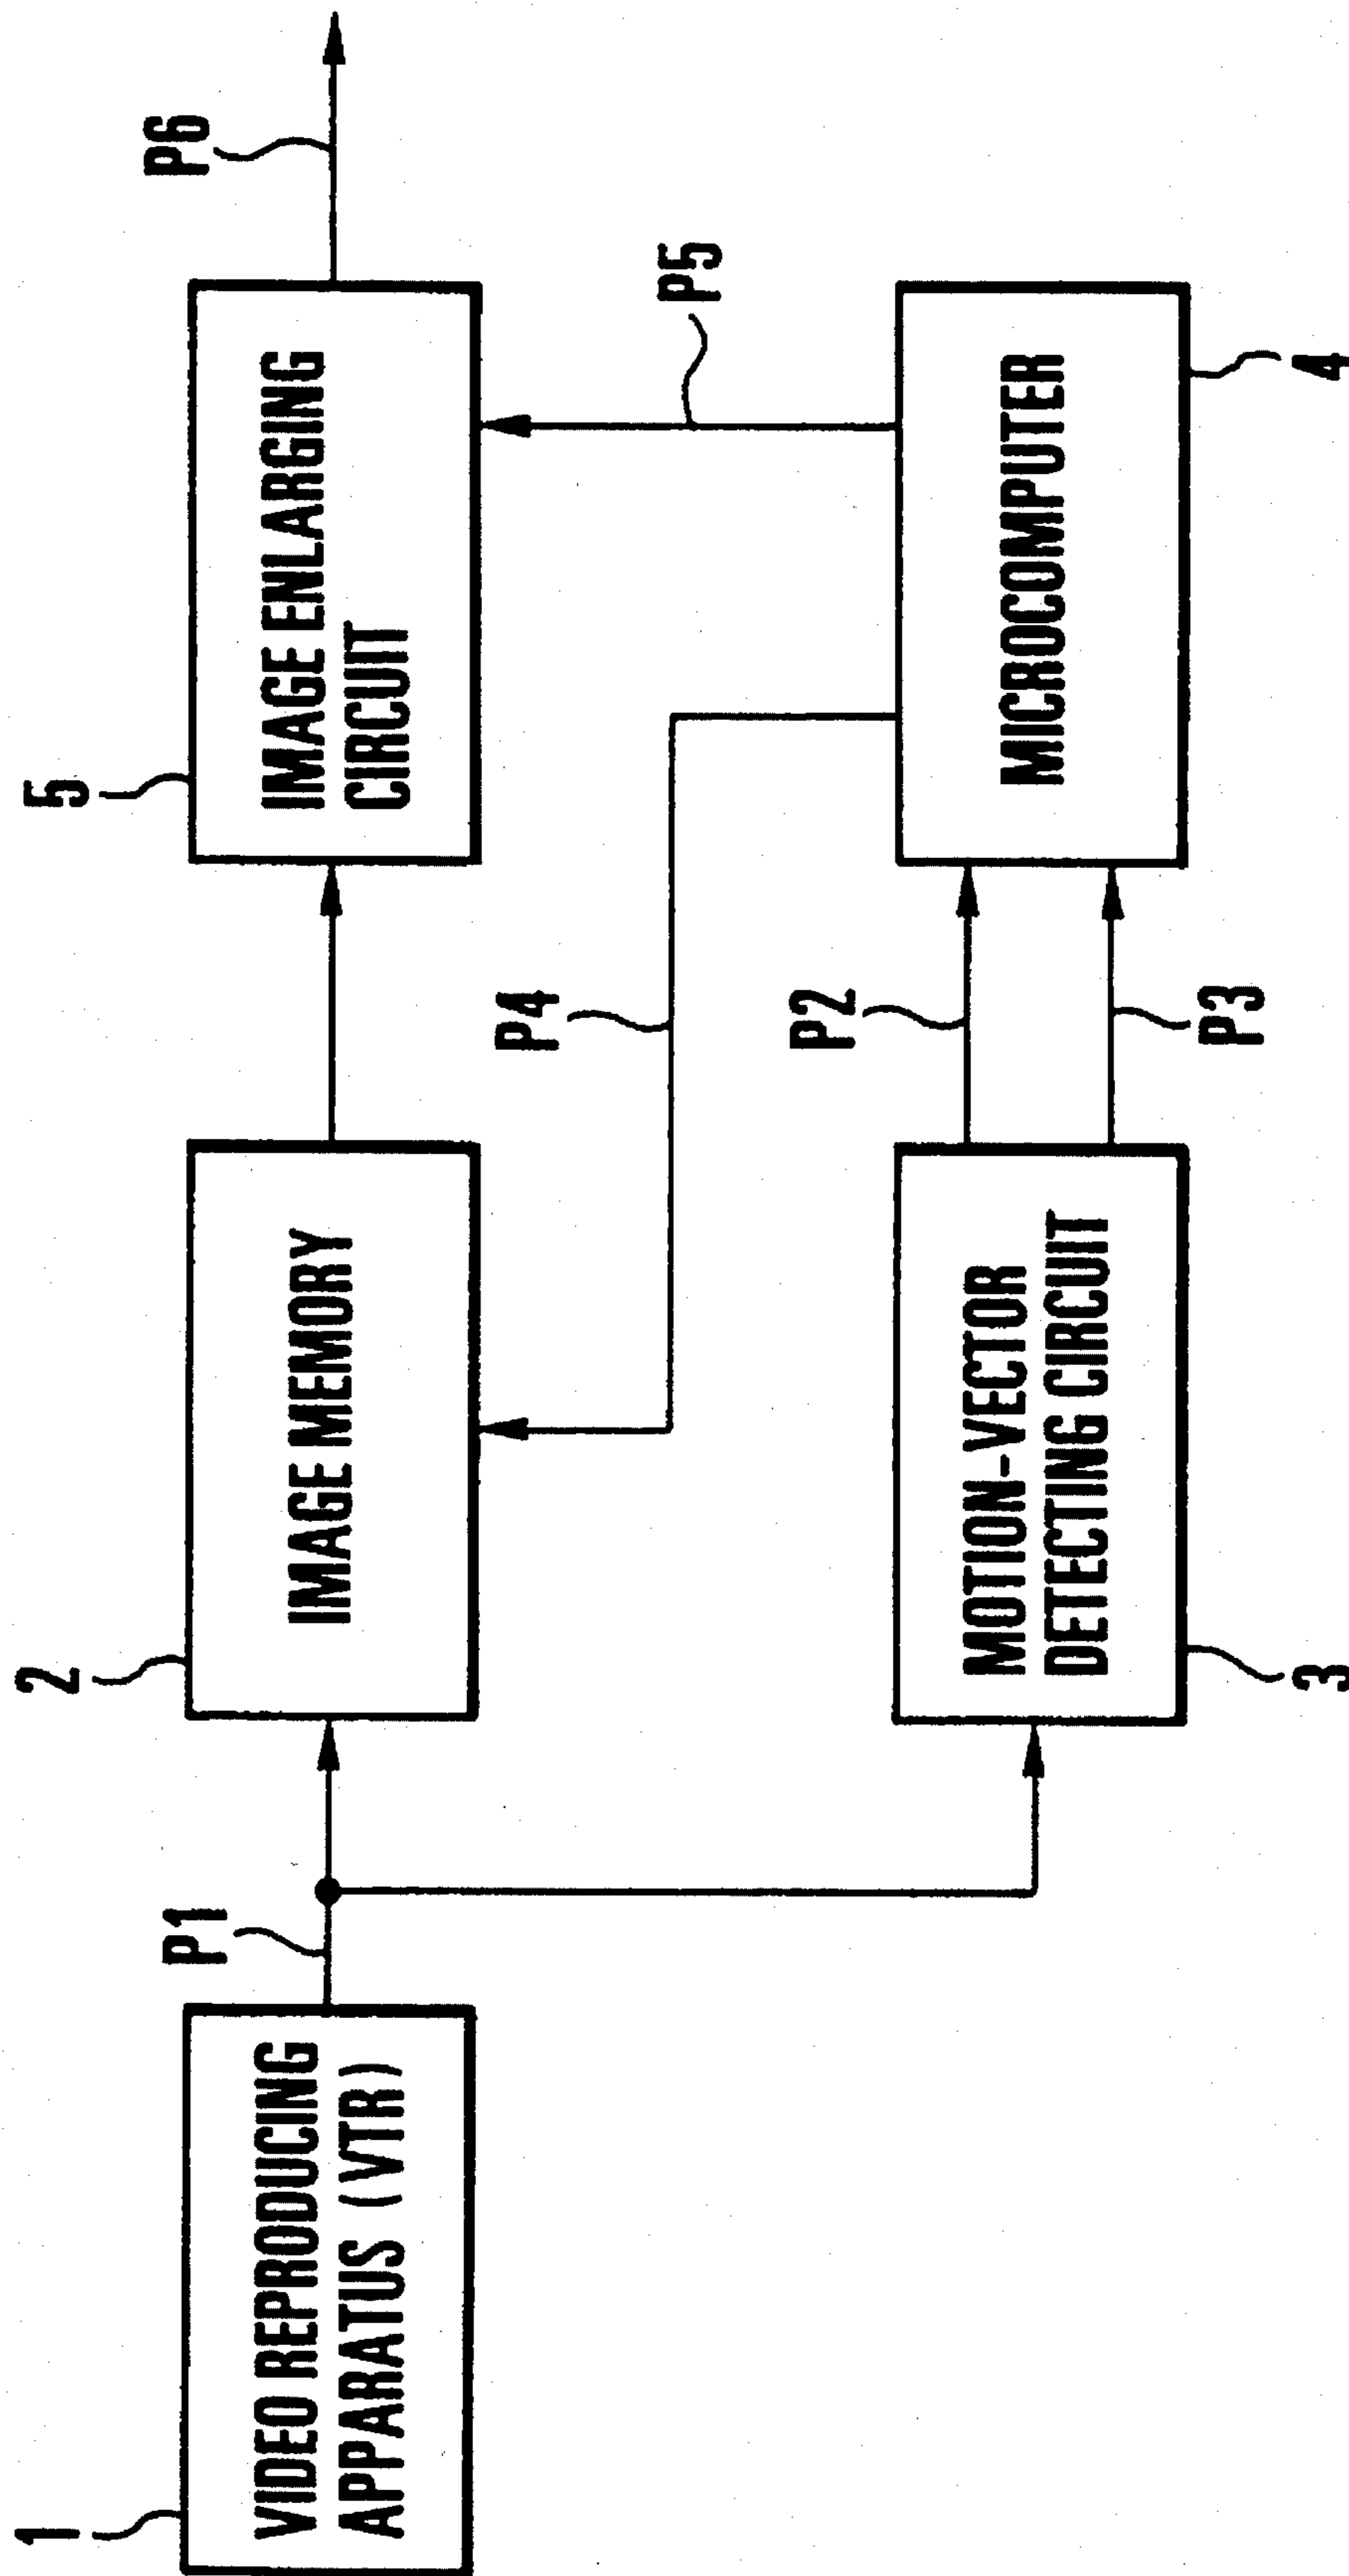 1
VIDEO REPRODUCING
APPARATUS (VTR)
P1
2
IMAGE MEMORY
5
IMAGE ENLARGING
CIRCUIT
P6
P4
P5
MOTION-VECTOR
DETECTING CIRCUIT
3
P2
P3
MICROCOMPUTER
4